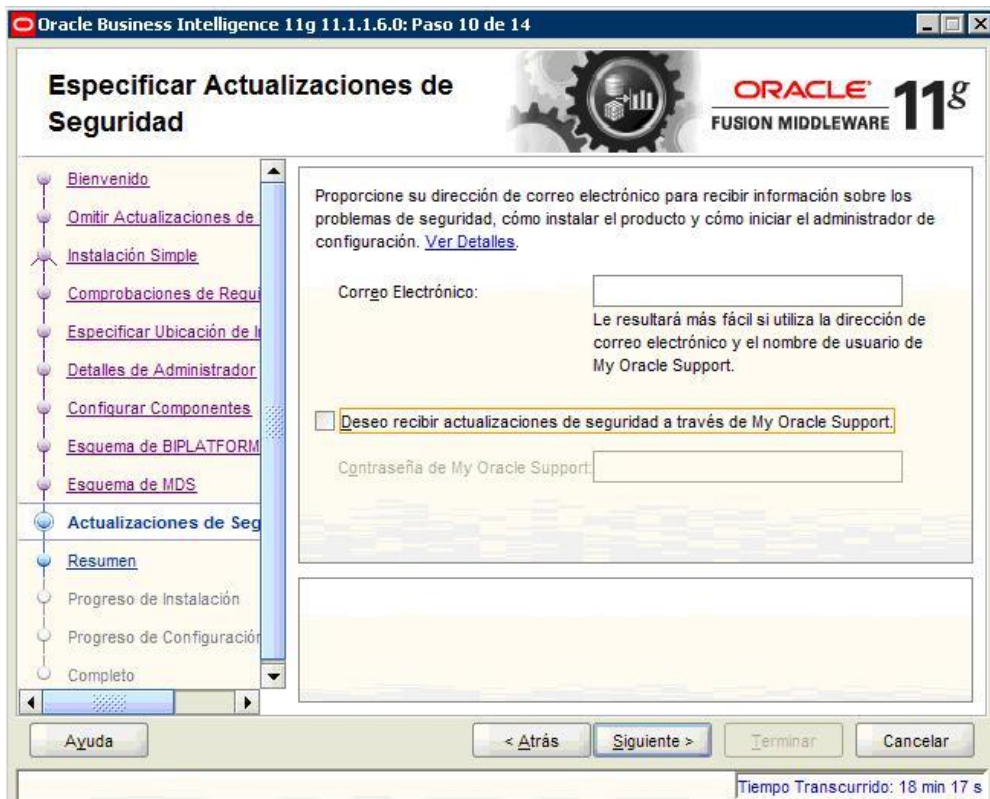 Oracle Business Intelligence 11g 11.1.1.6.0: Paso 10 de 14
Especificar Actualizaciones de
Seguridad
ORACLE
FUSION MIDDLEWARE
11g
Bienvenido
Omitir Actualizaciones de
Instalación Simple
Comprobaciones de Requi
Especificar Ubicación de I
Detalles de Administrador
Configurar Componentes
Esquema de BIPLATFORM
Esquema de MDS
Actualizaciones de Seg
Resumen
Progreso de Instalación
Progreso de Configuración
Completo
Proporcione su dirección de correo electrónico para recibir información sobre los
problemas de seguridad, cómo instalar el producto y cómo iniciar el administrador de
configuración. Ver Detalles.
Correo Electrónico:
Le resultará más fácil si utiliza la dirección de
correo electrónico y el nombre de usuario de
My Oracle Support.
Deseo recibir actualizaciones de seguridad a través de My Oracle Support.
Contraseña de My Oracle Support:
Ayuda
< Atrás
Siguiente >
Terminar
Cancelar
Tiempo Transcurrido: 18 min 17 s